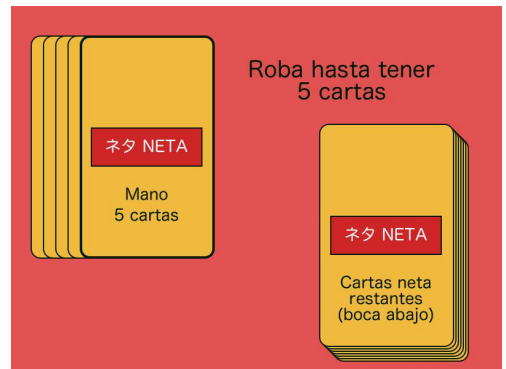 Roba hasta tener
5 cartas
ネタ NETA
Mano
5 cartas
ネタ NETA
Cartas neta
restantes
(boca abajo)